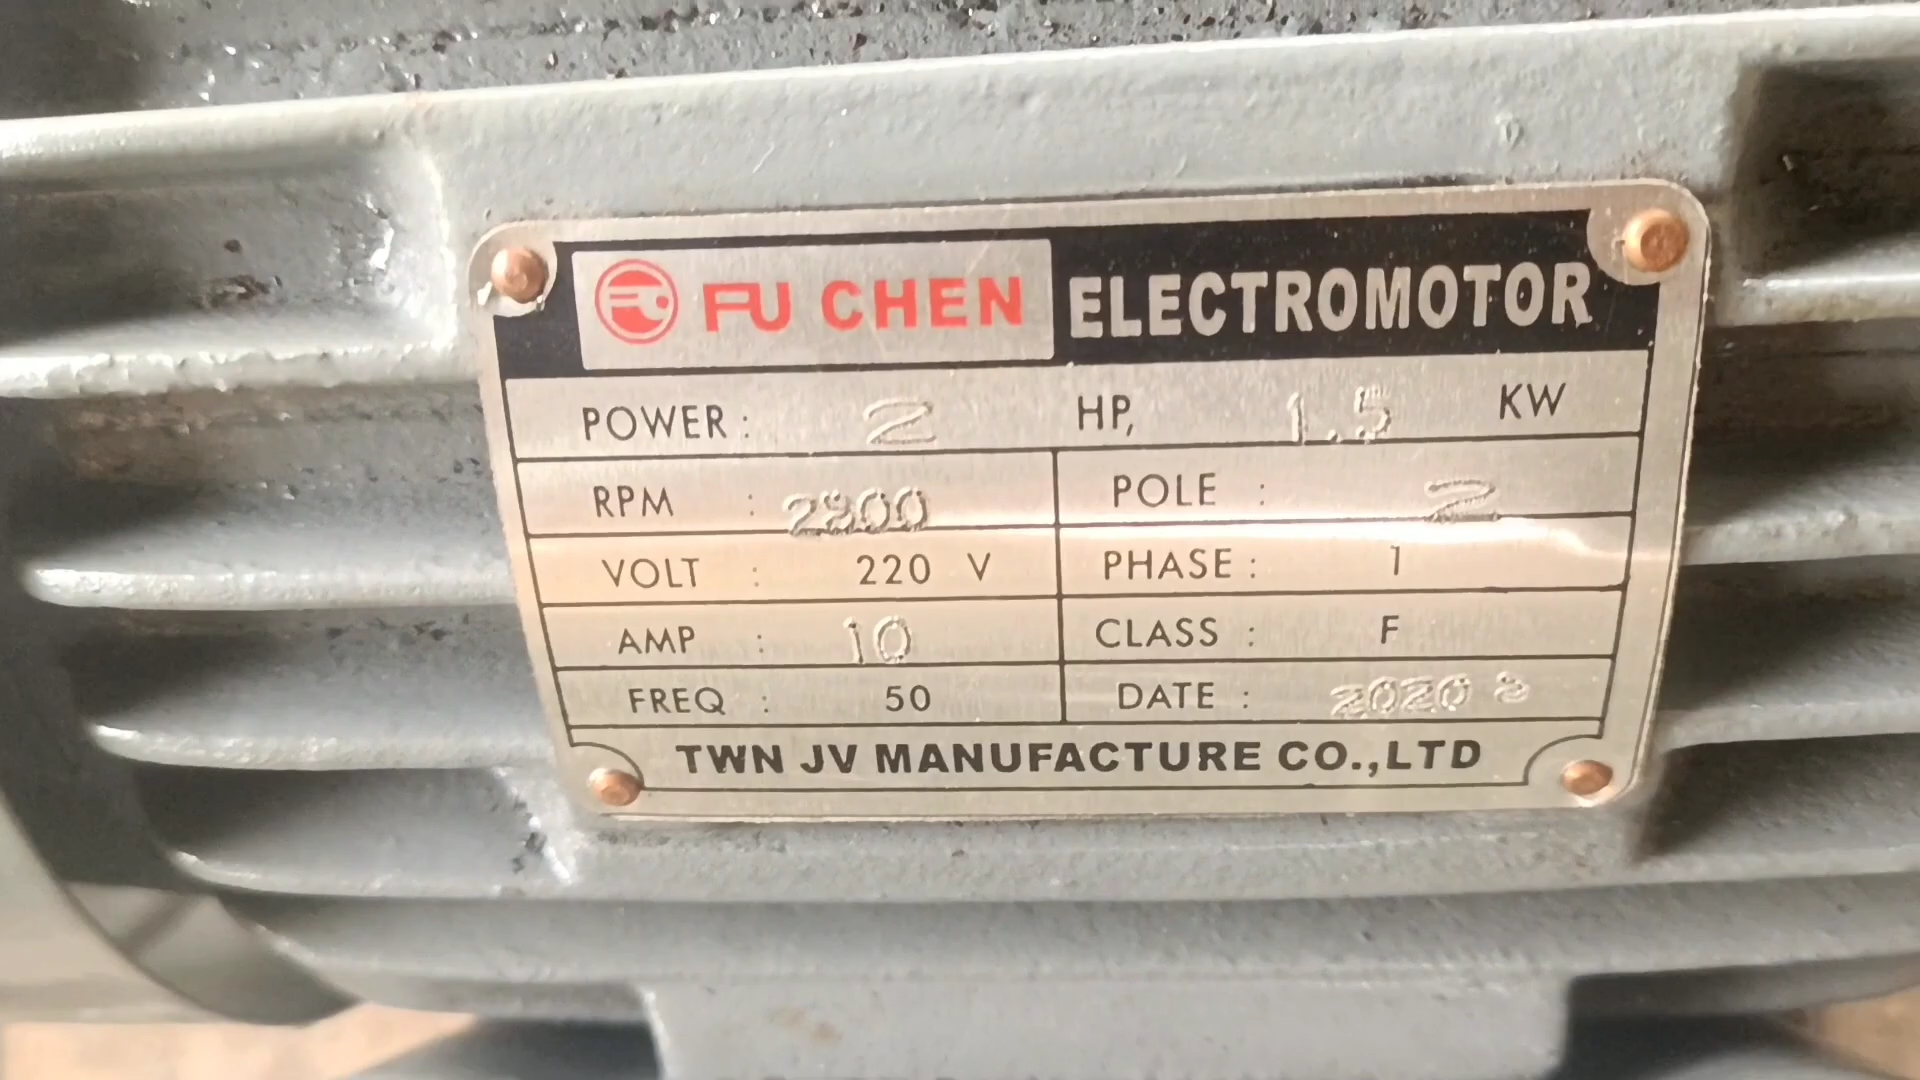 FU CHEN ELECTROMOTOR
POWER : 2 HP, 1.5 KW
RPM : 2800 POLE : 2
VOLT : 220 V PHASE : 1
AMP : 10 CLASS : F
FREQ : 50 DATE : 2020
TWN JV MANUFACTURE CO.,LTD